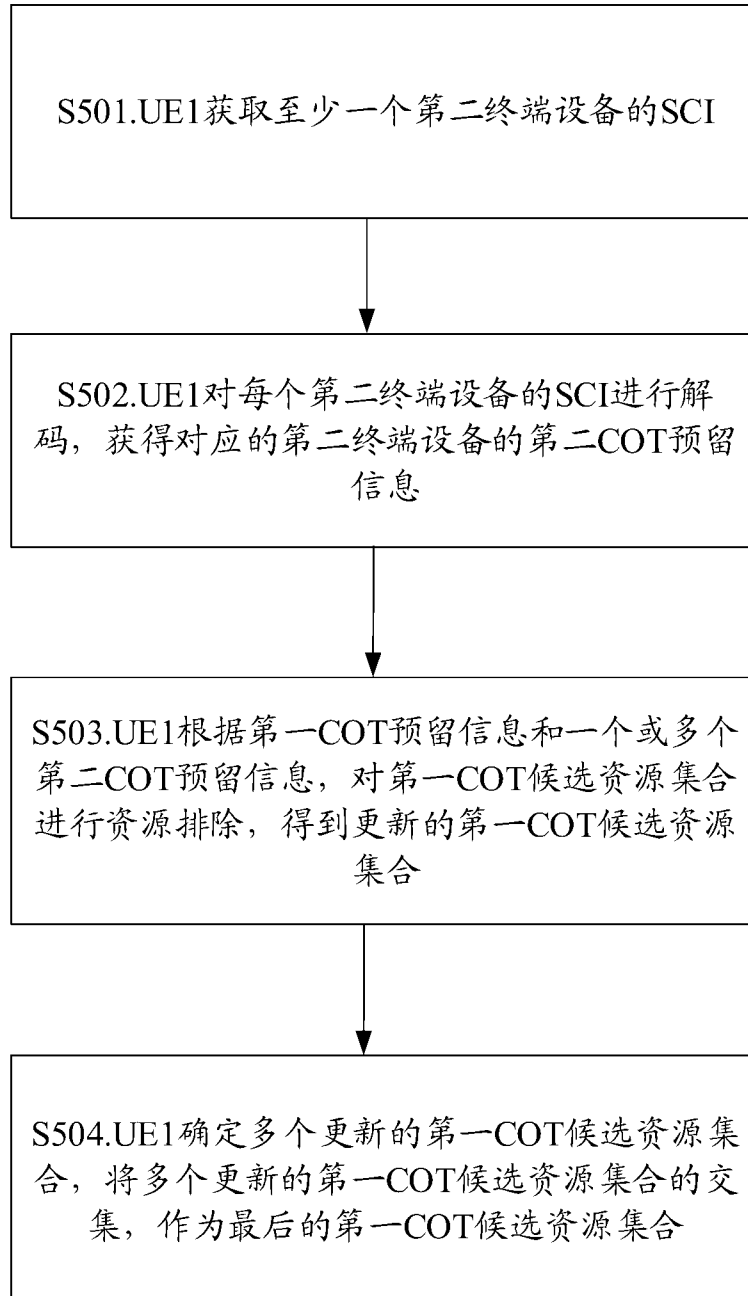 S501.UE1获取至少一个第二终端设备的SCI
S502.UE1对每个第二终端设备的SCI进行解
码，获得对应的第二终端设备的第二COT预留
信息
S503.UE1根据第一COT预留信息和一个或多个
第二COT预留信息，对第一COT候选资源集合
进行资源排除，得到更新的第一COT候选资源
集合
S504.UE1确定多个更新的第一COT候选资源集
合，将多个更新的第一COT候选资源集合的交
集，作为最后的第一COT候选资源集合